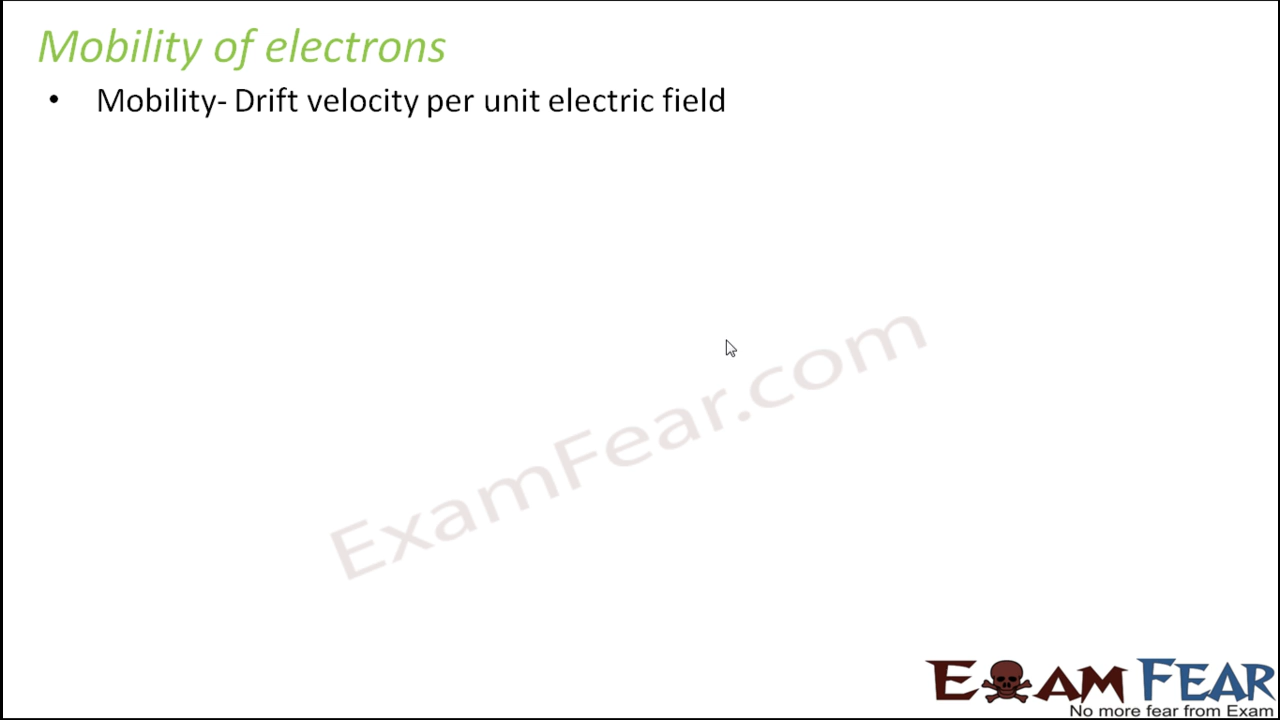 Mobility of electrons
• Mobility- Drift velocity per unit electric field
ExamFear.com
EXAM FEAR
No more fear from Exam